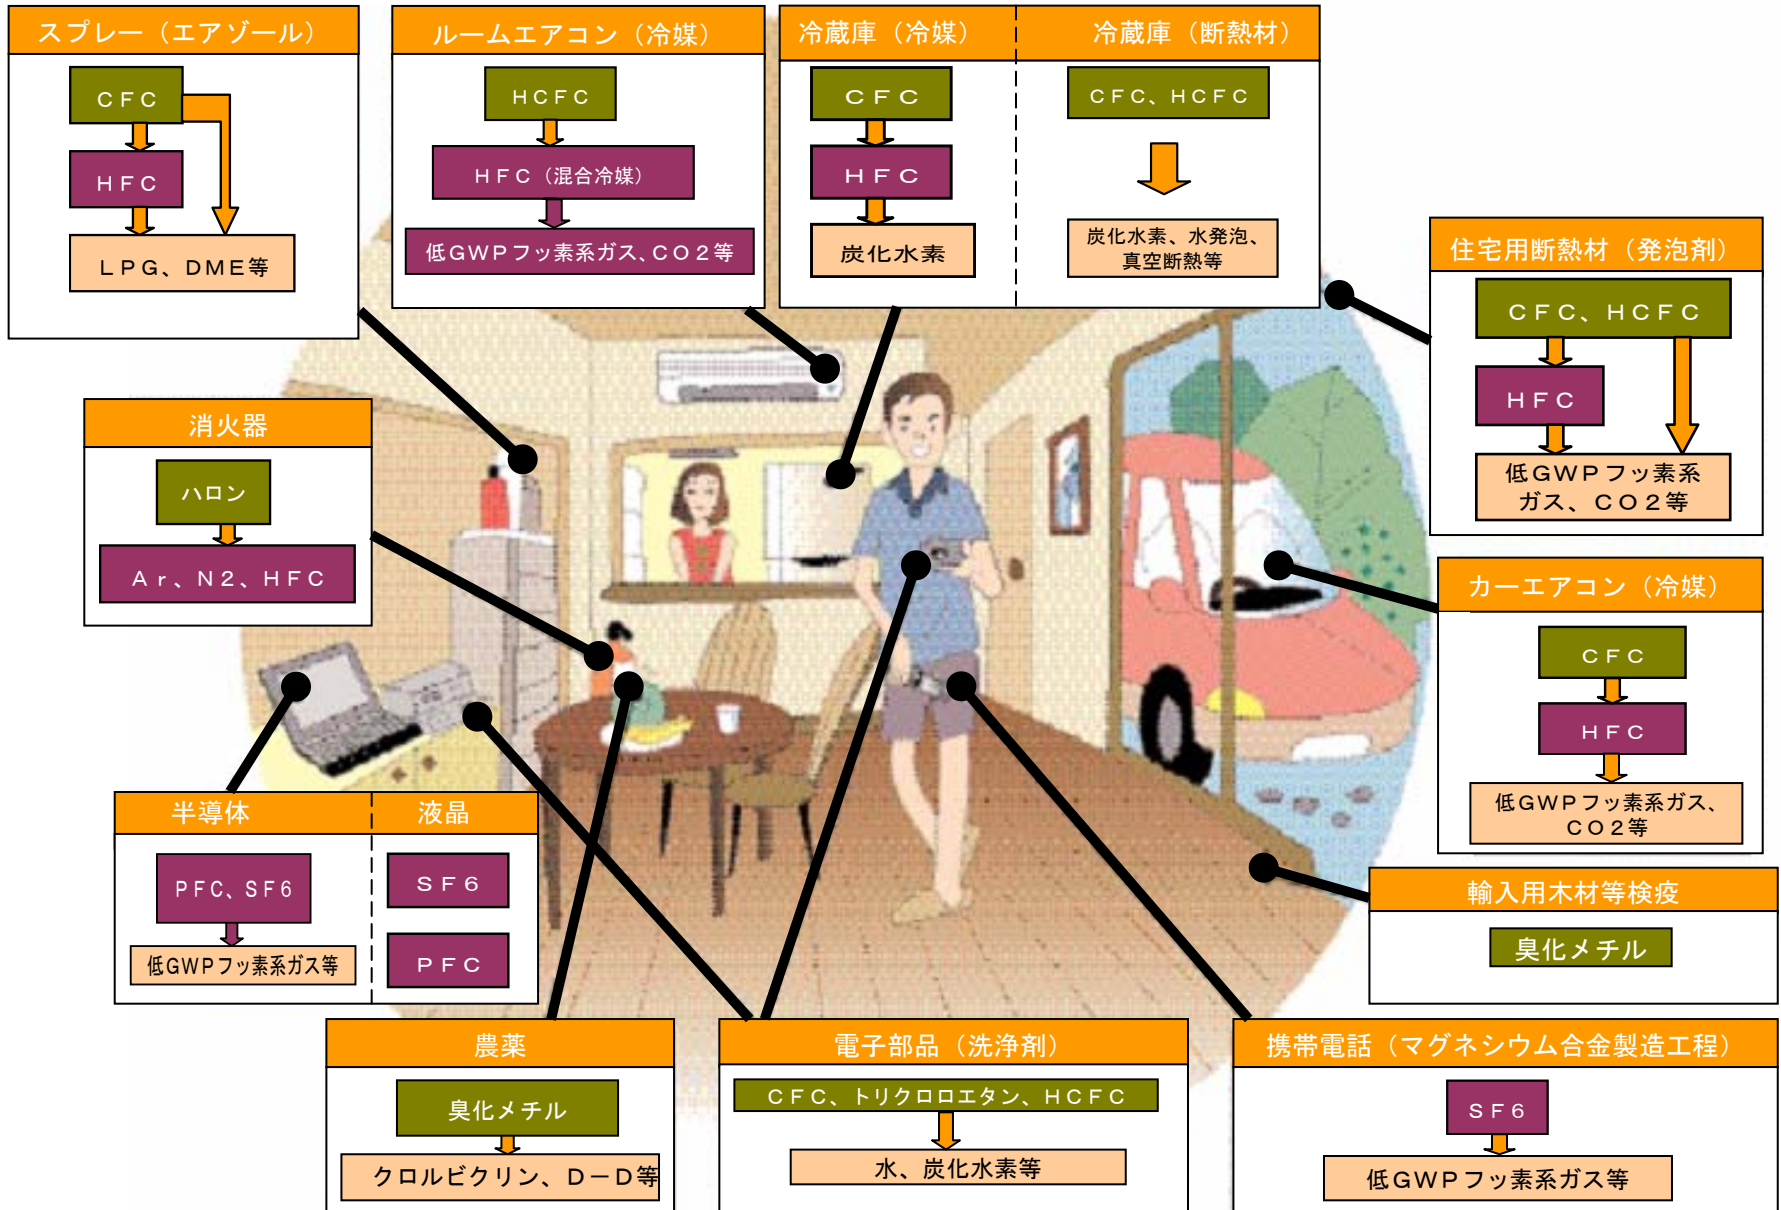 スプレー（エアゾール）
ＣＦＣ
ＨＦＣ
ＬＰＧ、ＤＭＥ等
ルームエアコン（冷媒）
ＨＣＦＣ
ＨＦＣ（混合冷媒）
低ＧＷＰフッ素系ガス、ＣＯ２等
冷蔵庫（冷媒）
ＣＦＣ
ＨＦＣ
炭化水素
冷蔵庫（断熱材）
ＣＦＣ、ＨＣＦＣ
炭化水素、水発泡、
真空断熱等
住宅用断熱材（発泡剤）
ＣＦＣ、ＨＣＦＣ
ＨＦＣ
低ＧＷＰフッ素系
ガス、ＣＯ２等
消火器
ハロン
Ａｒ、Ｎ２、ＨＦＣ
カーエアコン（冷媒）
ＣＦＣ
ＨＦＣ
低ＧＷＰフッ素系ガス、
ＣＯ２等
半導体
ＰＦＣ、ＳＦ６
低ＧＷＰフッ素系ガス等
液晶
ＳＦ６
ＰＦＣ
輸入用木材等検疫
臭化メチル
農薬
臭化メチル
クロルビクリン、Ｄ－Ｄ等
電子部品（洗浄剤）
ＣＦＣ、トリクロロエタン、ＨＣＦＣ
水、炭化水素等
携帯電話（マグネシウム合金製造工程）
ＳＦ６
低ＧＷＰフッ素系ガス等